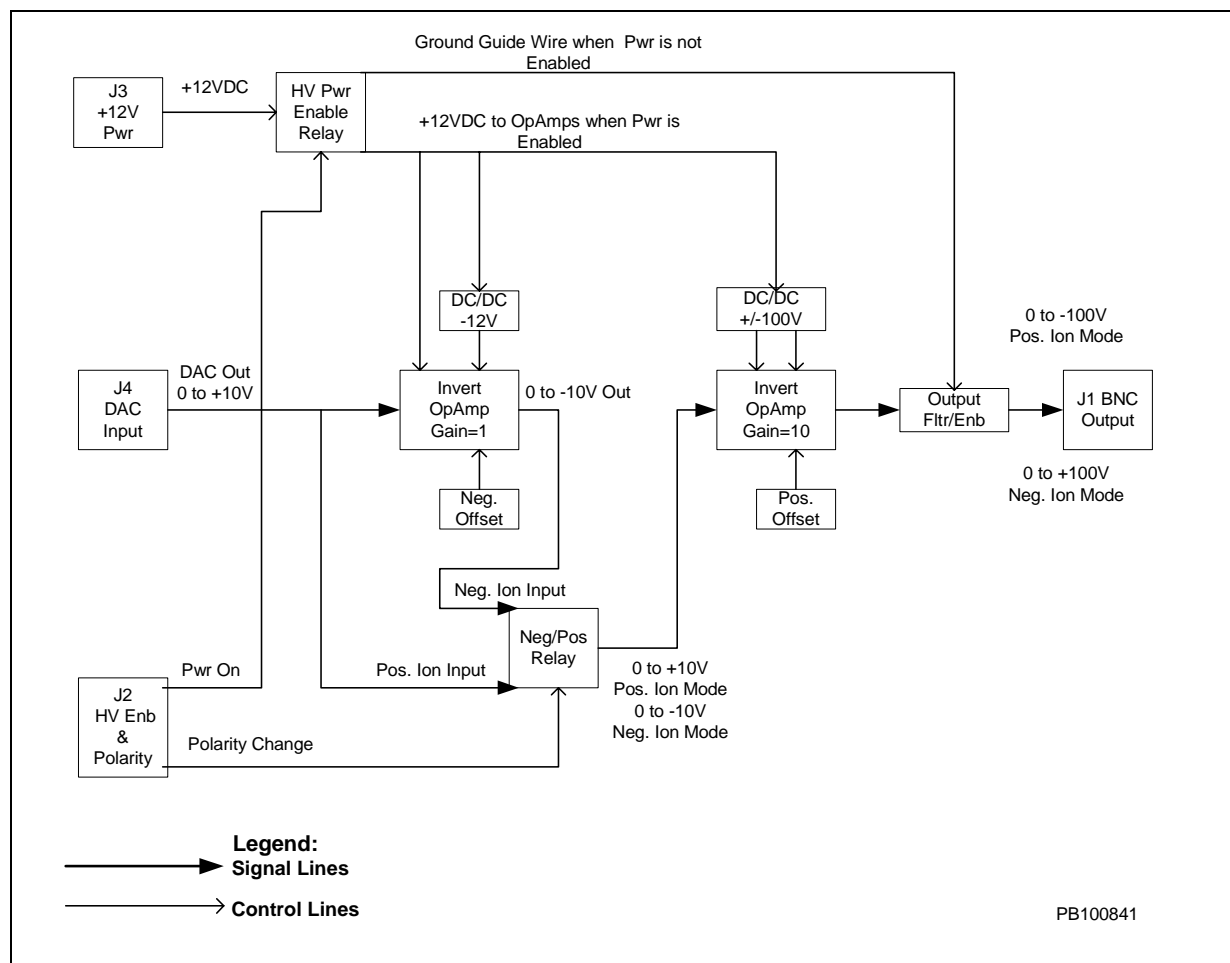 Ground Guide Wire when Pwr is not
Enabled
J3
+12V
Pwr
+12VDC
HV Pwr
Enable
Relay
+12VDC to OpAmps when Pwr is
Enabled
DC/DC
-12V
DC/DC
+/-100V
0 to -100V
Pos. Ion Mode
J4
DAC
Input
DAC Out
0 to +10V
Invert
OpAmp
Gain=1
0 to -10V Out
Invert
OpAmp
Gain=10
Output
Fltr/Enb
J1 BNC
Output
Neg.
Offset
Pos.
Offset
0 to +100V
Neg. Ion Mode
Neg. Ion Input
Neg/Pos
Relay
Pos. Ion Input
0 to +10V
Pos. Ion Mode
0 to -10V
Neg. Ion Mode
J2
HV Enb
&
Polarity
Pwr On
Polarity Change
Legend:
Signal Lines
Control Lines
PB100841